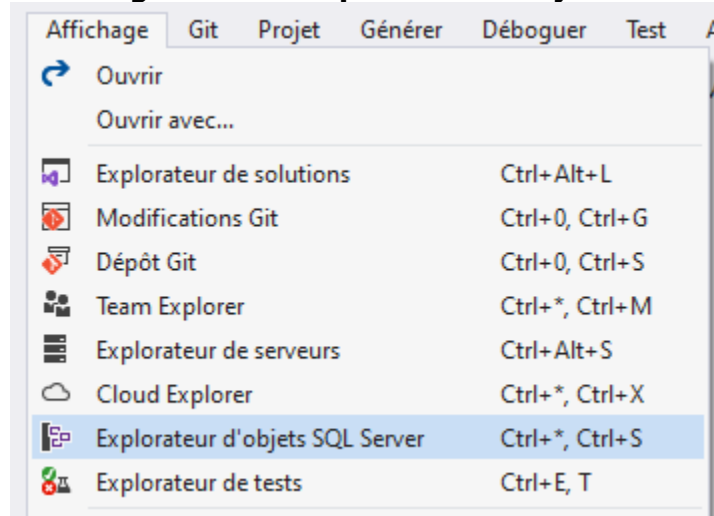 Affichage Git Projet Générer Déboguer Test
Ouvrir
Ouvrir avec...
Explorateur de solutions Ctrl+Alt+L
Modifications Git Ctrl+0, Ctrl+G
Dépôt Git Ctrl+0, Ctrl+S
Team Explorer Ctrl+*, Ctrl+M
Explorateur de serveurs Ctrl+Alt+S
Cloud Explorer Ctrl+*, Ctrl+X
Explorateur d'objets SQL Server Ctrl+*, Ctrl+S
Explorateur de tests Ctrl+E, T